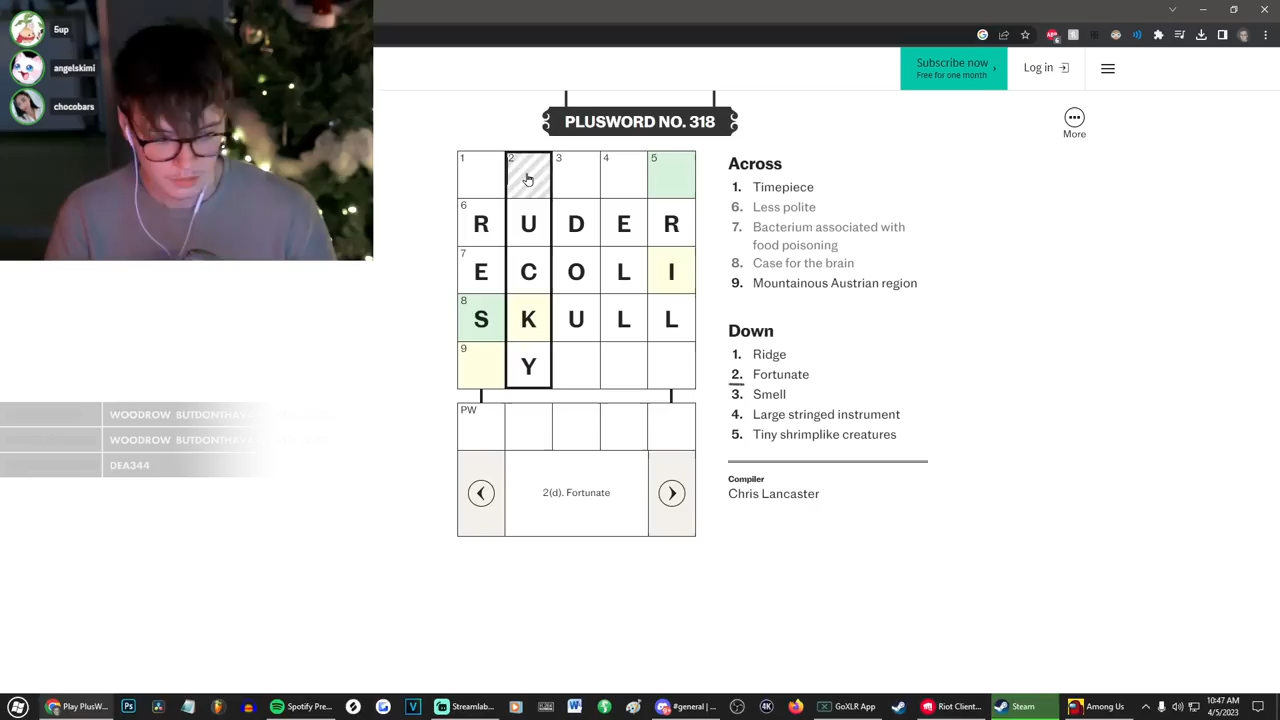 5up
angelskimi
chocobars
Subscribe now
Free for one month
Log in
PLUSWORD NO. 318
More
1 2 3 4 5
6 R U D E R
7 E C O L I
8 S K U L L
9 Y
PW
2(d). Fortunate
Across
1. Timepiece
6. Less polite
7. Bacterium associated with
food poisoning
8. Case for the brain
9. Mountainous Austrian region
Down
1. Ridge
2. Fortunate
3. Smell
4. Large stringed instrument
5. Tiny shrimplike creatures
Compiler
Chris Lancaster
WOODROW BUTDONTHAVA
WOODROW BUTDONTHAVA
DEA344
Play PlusW...
Spotify Pre...
Streamlab...
#general | ...
GoXLR App
Riot Client...
Steam
Among Us
10:47 AM
4/5/2023